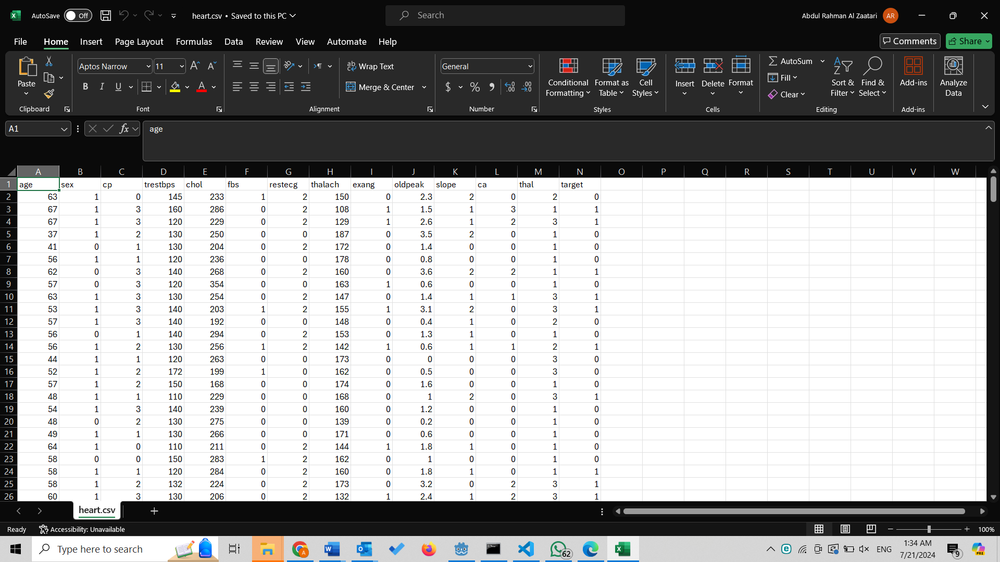 AutoSave Off heart.csv • Saved to this PC Search Abdul Rahman Al Zaatari AR
File Home Insert Page Layout Formulas Data Review View Automate Help Comments Share
Paste Aptos Narrow 11 Wrap Text General Conditional Formatting Format as Table Cell Styles Insert Delete Format AutoSum Sort & Filter Find & Select Add-ins Analyze Data
B I U A Merge & Center $ % Fill
Clear
Clipboard Font Alignment Number Styles Cells Editing Add-ins
A1 fx age
A B C D E F G H I J K L M N O P Q R S T U V W
1 age sex cp trestbps chol fbs restecg thalach exang oldpeak slope ca thal target
2 63 1 0 145 233 1 2 150 0 2.3 2 0 2 0
3 67 1 3 160 286 0 2 108 1 1.5 1 3 1 1
4 67 1 3 120 229 0 2 129 1 2.6 1 2 3 1
5 37 1 2 130 250 0 0 187 0 3.5 2 0 1 0
6 41 0 1 130 204 0 2 172 0 1.4 0 0 1 0
7 56 1 1 120 236 0 0 178 0 0.8 0 0 1 0
8 62 0 3 140 268 0 2 160 0 3.6 2 2 1 1
9 57 0 3 120 354 0 0 163 1 0.6 0 0 1 0
10 63 1 3 130 254 0 2 147 0 1.4 1 1 3 1
11 53 1 3 140 203 1 2 155 1 3.1 2 0 3 1
12 57 1 3 140 192 0 0 148 0 0.4 1 0 2 0
13 56 0 1 140 294 0 2 153 0 1.3 1 0 1 0
14 56 1 2 130 256 1 2 142 1 0.6 1 1 2 1
15 44 1 1 120 263 0 0 173 0 0 0 0 3 0
16 52 1 2 172 199 1 0 162 0 0.5 0 0 3 0
17 57 1 2 150 168 0 0 174 0 1.6 0 0 1 0
18 48 1 1 110 229 0 0 168 0 1 2 0 3 1
19 54 1 3 140 239 0 0 160 0 1.2 0 0 1 0
20 48 0 2 130 275 0 0 139 0 0.2 0 0 1 0
21 49 1 1 130 266 0 0 171 0 0.6 0 0 1 0
22 64 1 0 110 211 0 2 144 1 1.8 1 0 1 0
23 58 0 0 150 283 1 2 162 0 1 0 0 1 0
24 58 1 1 120 284 0 2 160 0 1.8 1 0 1 1
25 58 1 2 132 224 0 2 173 0 3.2 0 2 3 1
26 60 1 3 130 206 0 2 132 1 2.4 1 2 3 1
heart.csv
Ready Accessibility: Unavailable 100%
Type here to search 62 ENG 1:34 AM 9
7/21/2024